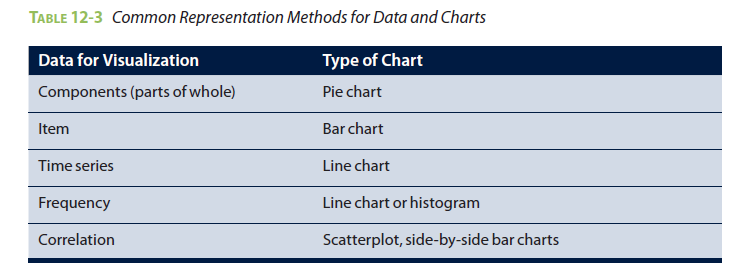 TABLE 12-3 Common Representation Methods for Data and Charts
Data for Visualization Type of Chart
Components (parts of whole) Pie chart
Item Bar chart
Time series Line chart
Frequency Line chart or histogram
Correlation Scatterplot, side-by-side bar charts